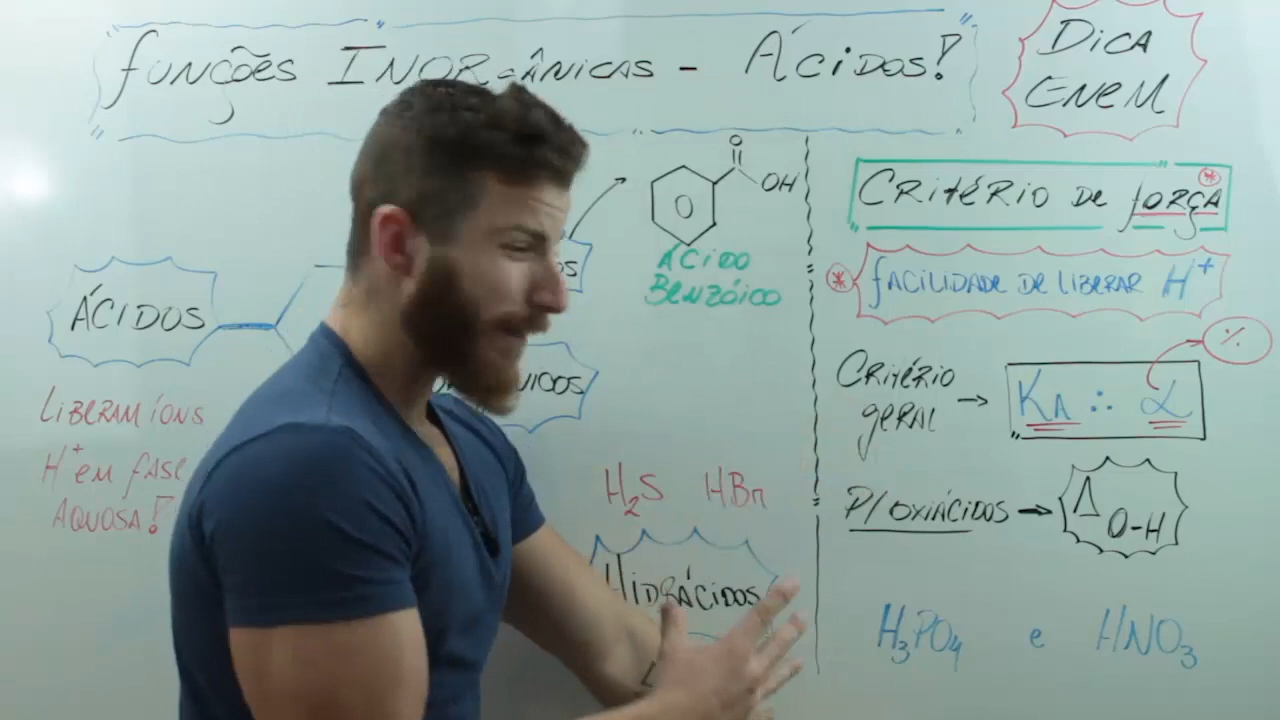 Funções Inorgânicas - Ácidos!
Dica
Enem
OH
Ácido
Benzóico
Ácidos
Liberam íons
H+ em fase
aquosa!
H2S HBr
Hidrácidos
Critério de força *
* Facilidade de liberar H+
%
Critério
geral → Ka ∴ α
P/ oxiácidos → Δ O-H
H3PO4 e HNO3